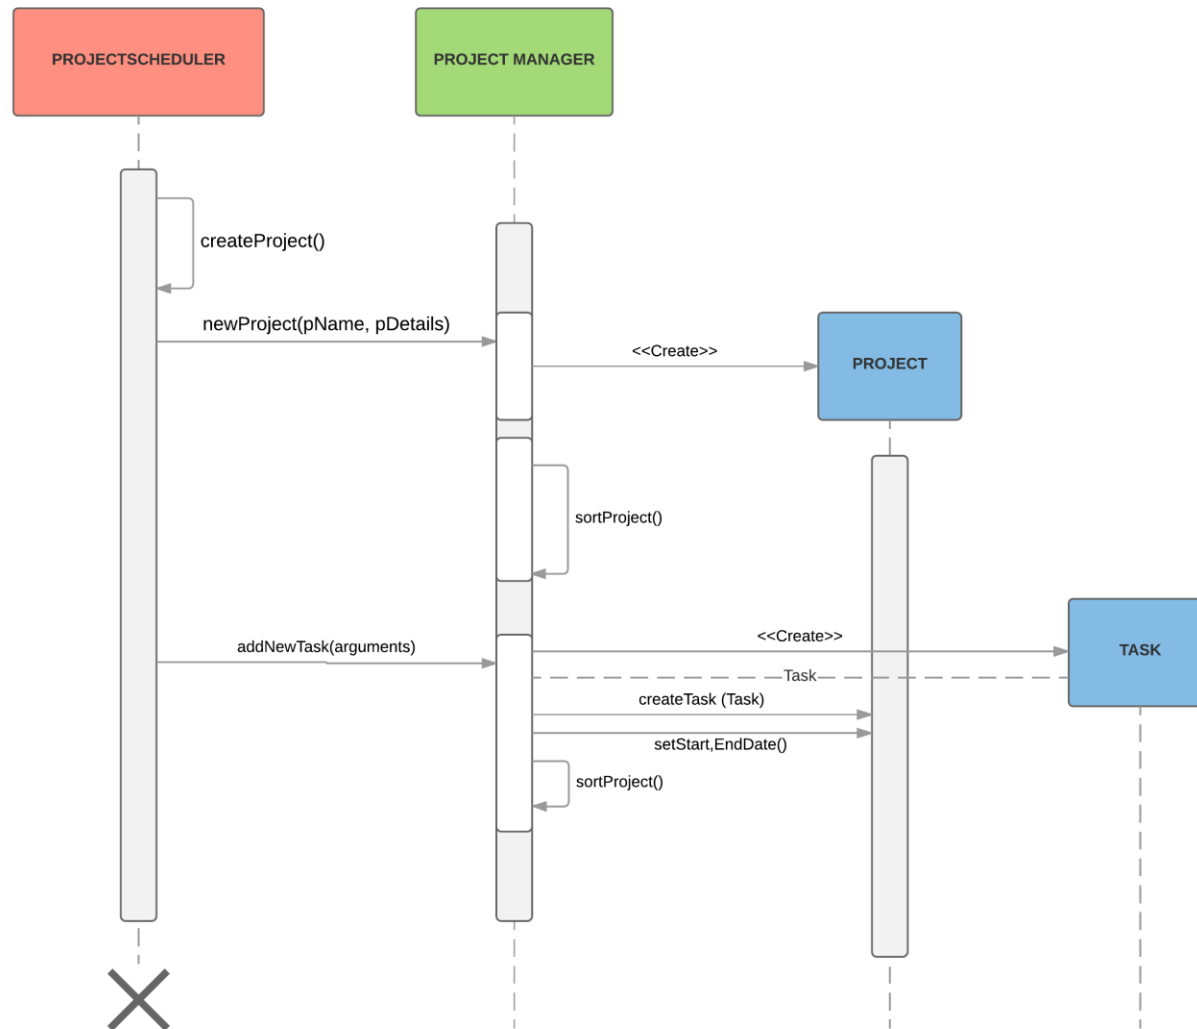 PROJECTSCHEDULER
PROJECT MANAGER
createProject()
newProject(pName, pDetails)
<<Create>>
PROJECT
sortProject()
<<Create>>
addNewTask(arguments)
TASK
Task
createTask (Task)
setStart,EndDate()
sortProject()